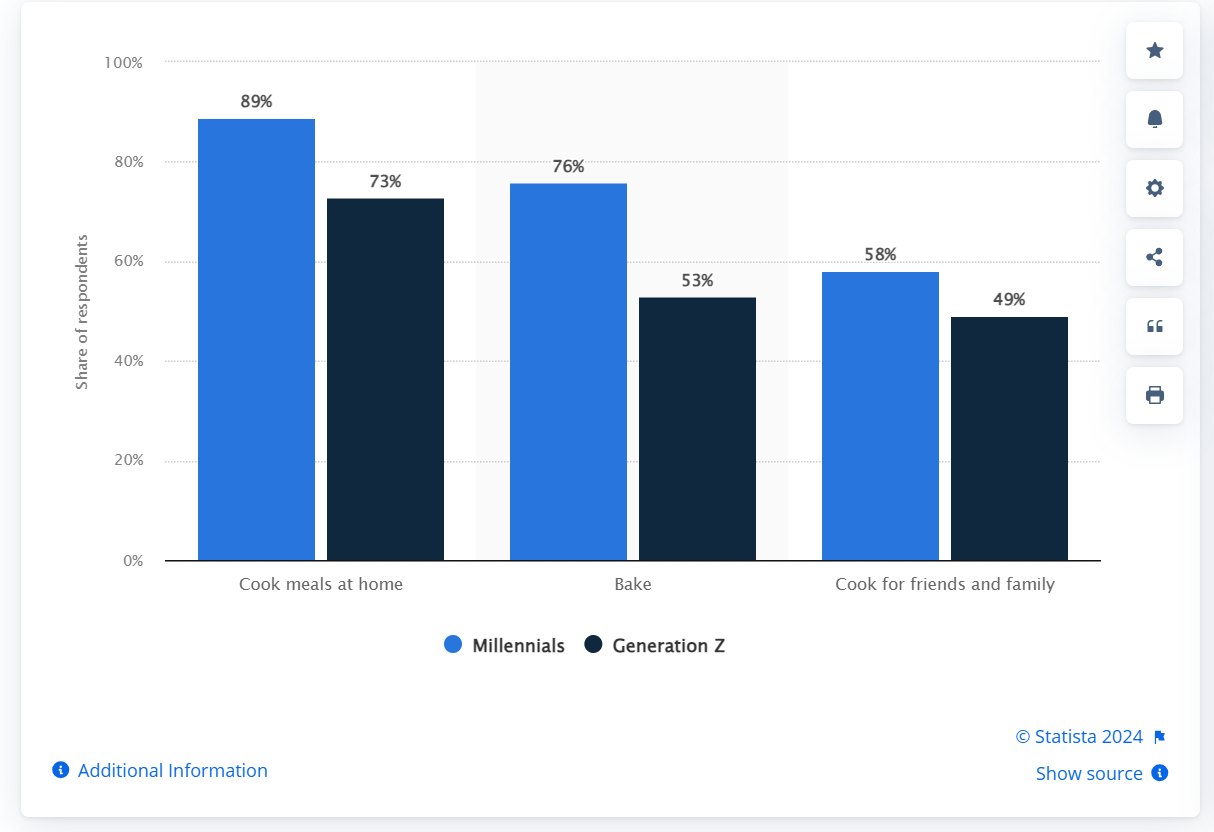 100%
80%
60%
40%
20%
0%
Share of respondents
89%
73%
76%
53%
58%
49%
Cook meals at home
Bake
Cook for friends and family
Millennials Generation Z
© Statista 2024
Additional Information
Show source